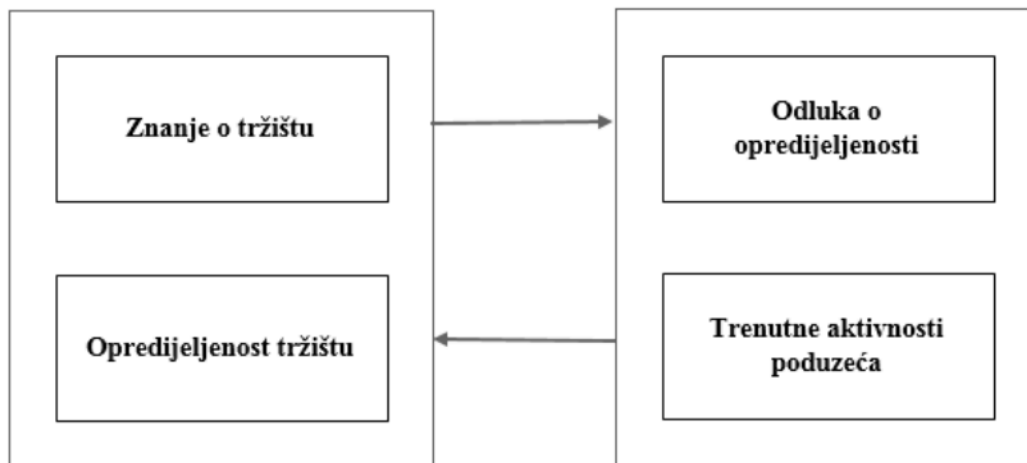 Znanje o tržištu
Odluka o
opredijeljenosti
Opredijeljenost tržištu
Trenutne aktivnosti
poduzeća